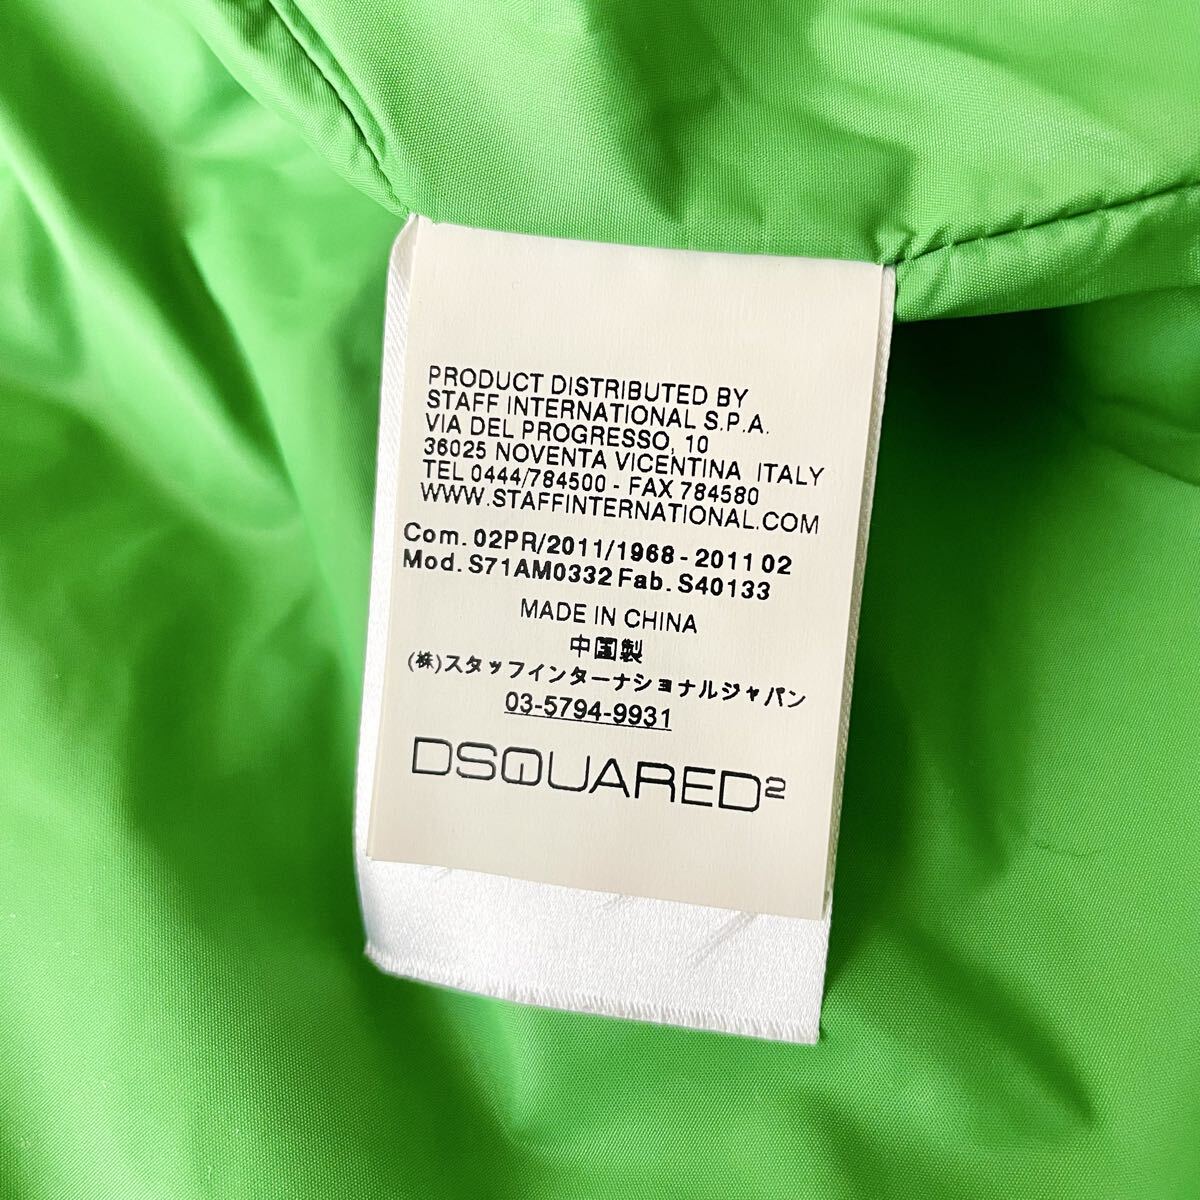 PRODUCT DISTRIBUTED BY
STAFF INTERNATIONAL S.P.A.
VIA DEL PROGRESSO, 10
36025 NOVENTA VICENTINA ITALY
TEL 0444/784500 - FAX 784580
WWW.STAFFINTERNATIONAL.COM
Com. 02PR/2011/1968 - 2011 02
Mod. S71AM0332 Fab. S40133
MADE IN CHINA
中国製
(株)スタッフインターナショナルジャパン
03-5794-9931
DSQUARED²